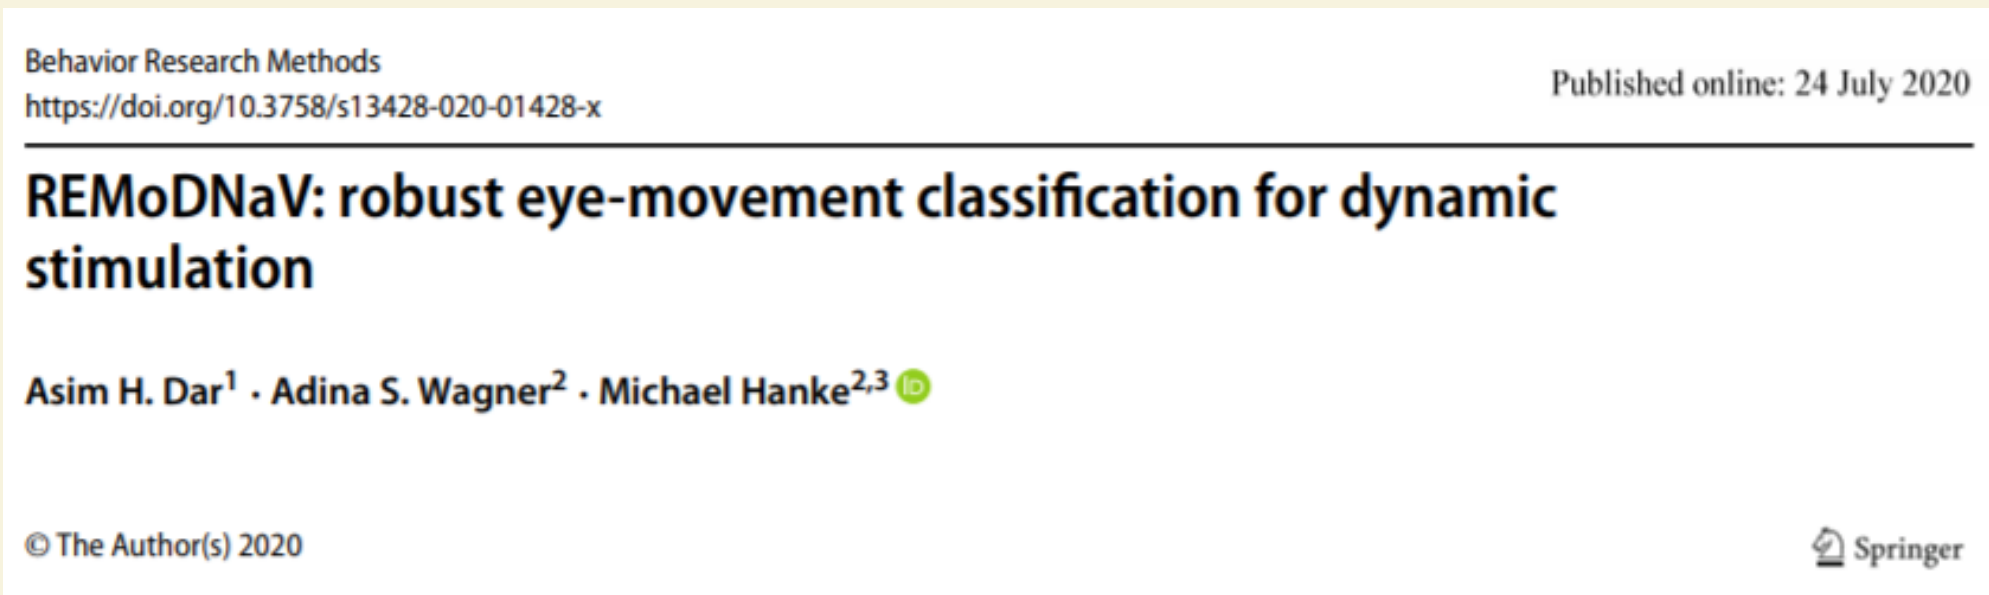 Behavior Research Methods
https://doi.org/10.3758/s13428-020-01428-x
Published online: 24 July 2020
REMoDNaV: robust eye-movement classification for dynamic
stimulation
Asim H. Dar1 · Adina S. Wagner2 · Michael Hanke2,3 iD
© The Author(s) 2020
Springer